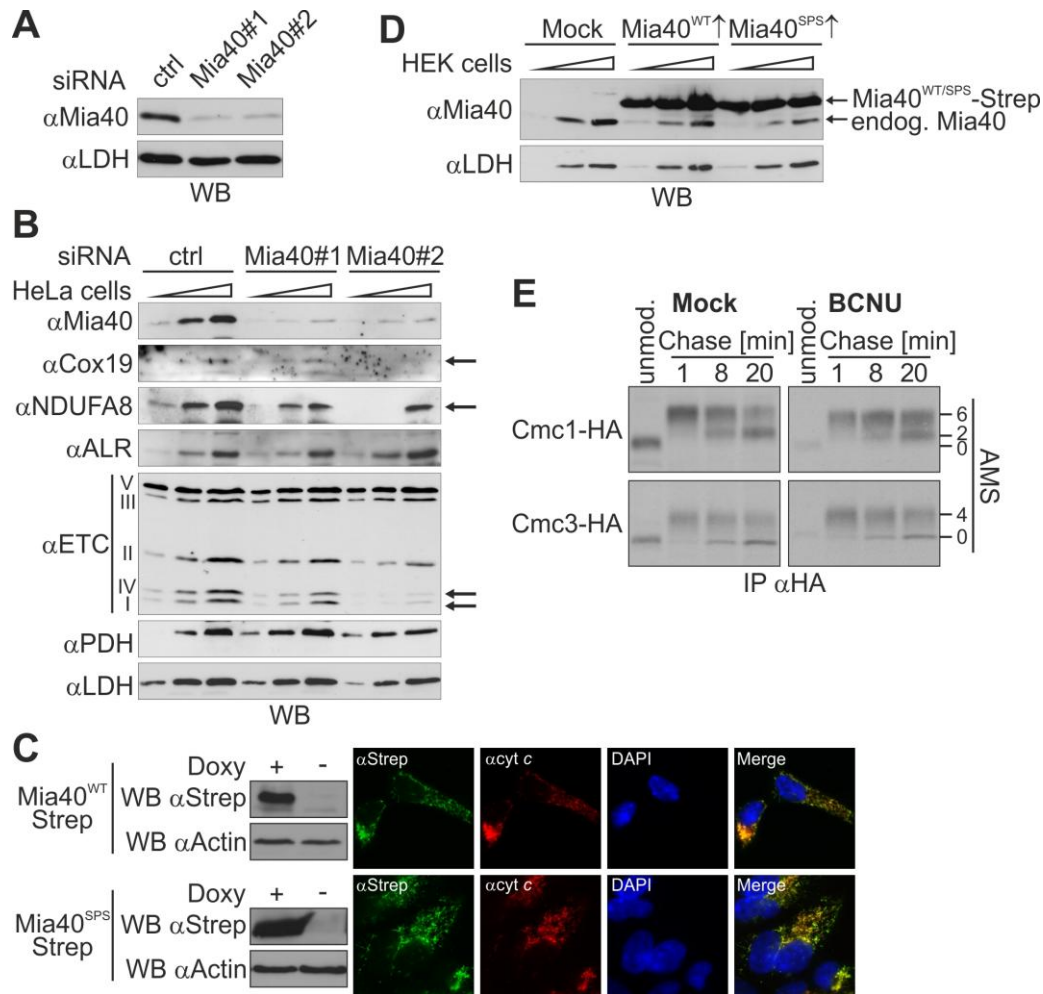 A
siRNA
ctrl
Mia40#1
Mia40#2
αMia40
αLDH
WB
B
siRNA ctrl Mia40#1 Mia40#2
HeLa cells
αMia40
αCox19
αNDUFA8
αALR
αETC
V
III
II
IV
I
αPDH
αLDH
WB
C
Mia40WT Strep
Doxy + -
WB αStrep
WB αActin
αStrep αcyt c DAPI Merge
Mia40SPS Strep
Doxy + -
WB αStrep
WB αActin
αStrep αcyt c DAPI Merge
D
Mock Mia40WT↑ Mia40SPS↑
HEK cells
αMia40
Mia40WT/SPS-Strep
endog. Mia40
αLDH
WB
E
Mock BCNU
unmod. Chase [min] unmod. Chase [min]
1 8 20 1 8 20
Cmc1-HA
6
2
0
Cmc3-HA
4
0
AMS
IP αHA